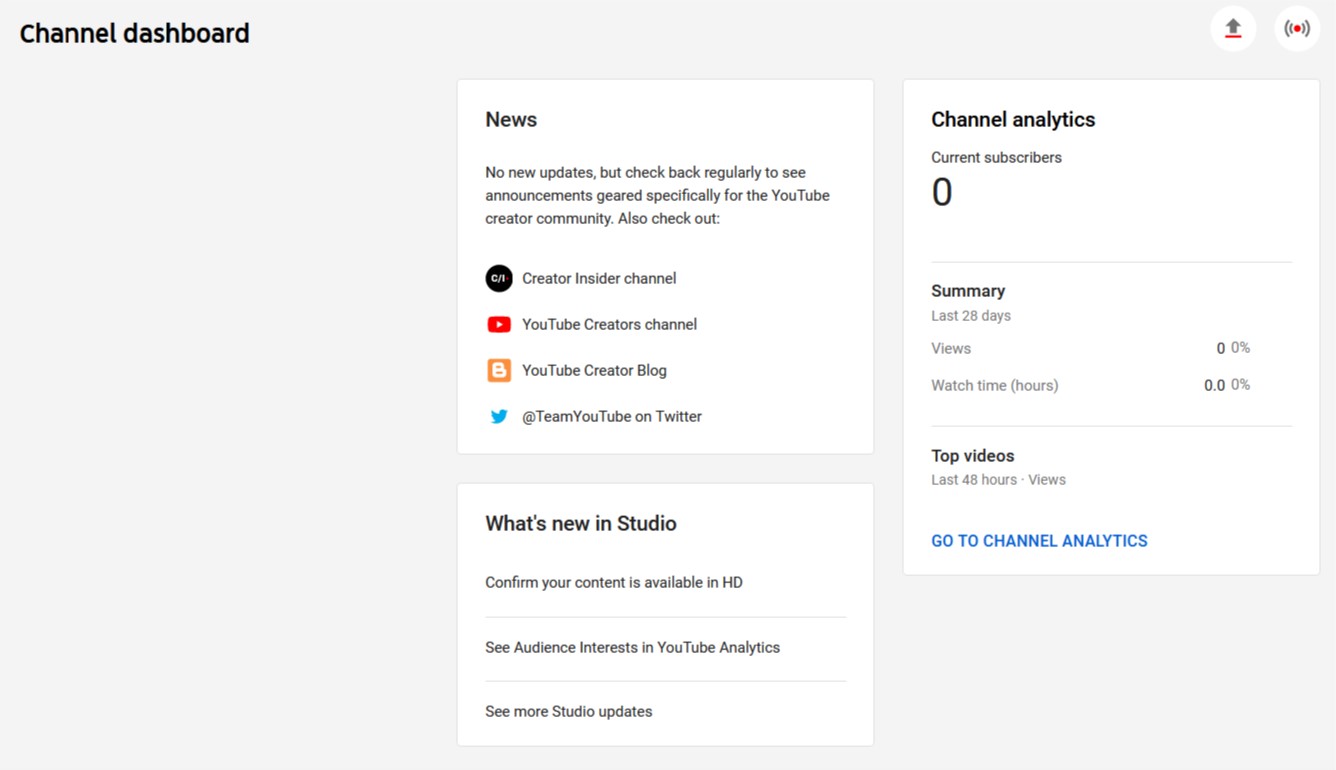 Channel dashboard
News
No new updates, but check back regularly to see
announcements geared specifically for the YouTube
creator community. Also check out:
C/I Creator Insider channel
YouTube Creators channel
YouTube Creator Blog
@TeamYouTube on Twitter
What's new in Studio
Confirm your content is available in HD
See Audience Interests in YouTube Analytics
See more Studio updates
Channel analytics
Current subscribers
0
Summary
Last 28 days
Views 0 0%
Watch time (hours) 0.0 0%
Top videos
Last 48 hours · Views
GO TO CHANNEL ANALYTICS